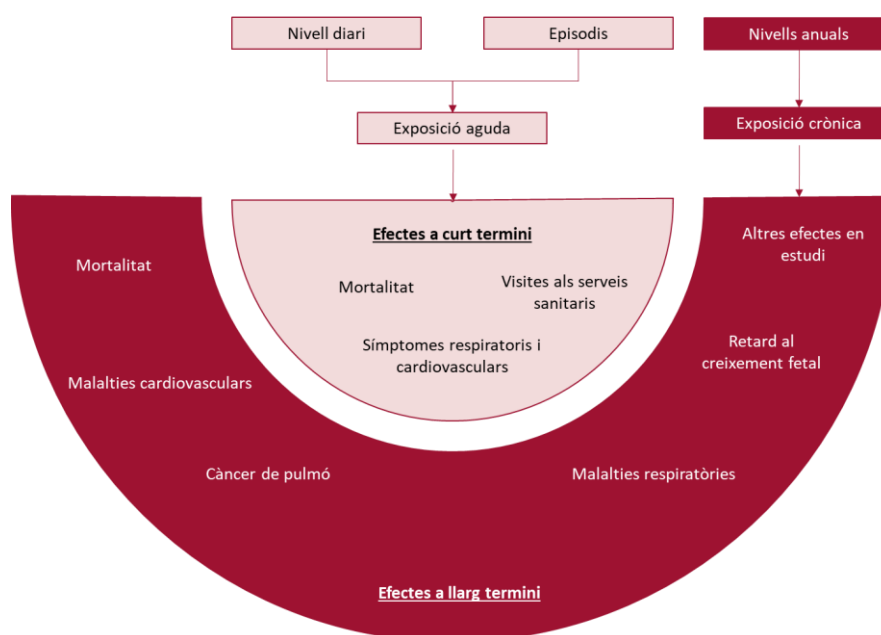 Nivell diari
Episodis
Nivells anuals
Exposició aguda
Exposició crònica
Efectes a curt termini
Mortalitat
Visites als serveis
sanitaris
Símptomes respiratoris i
cardiovasculars
Mortalitat
Altres efectes en
estudi
Malalties cardiovasculars
Retard al
creixement fetal
Càncer de pulmó
Malalties respiratòries
Efectes a llarg termini